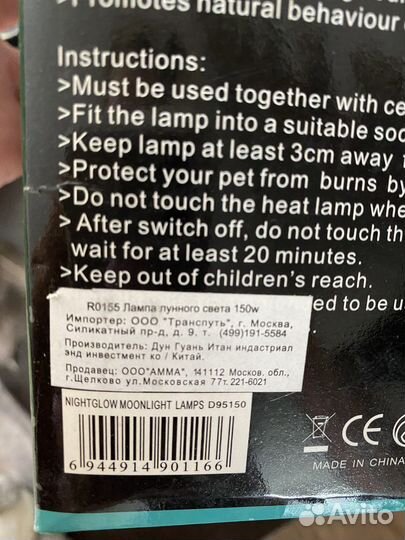 >Promotes natural behaviour
Instructions:
>Must be used together with
>Fit the lamp into a suitable
>Keep lamp at least 3cm away
>Protect your pet from burns by
>Do not touch the heat lamp
> After switch off, do not touch the
wait for at least 20 minutes.
>Keep out of children's reach.
R0155 Лампа лунного света 150w
Импортер: ООО "Транспуть", г. Москва,
Силикатный пр-д, д. 9, т. (499)191-5584
Производитель: Дун Гуань Итан индастриал
энд инвестмент ко / Китай.
Продавец: ООО"АММА", 141112 Москов. обл.,
г.Щелково ул.Московская 77т.221-6021
ed to be
NIGHTGLOW MOONLIGHT LAMPS D95150
6 944914 901166
CE
MADE IN CHINA
Avito